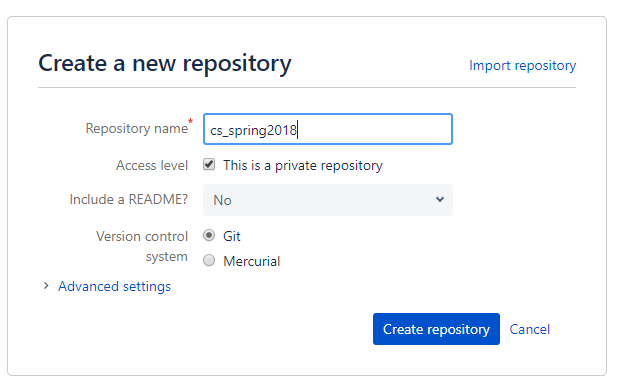 Create a new repository
Import repository
Repository name*
cs_spring2018
Access level
This is a private repository
Include a README?
No
Version control
system
Git
Mercurial
Advanced settings
Create repository
Cancel